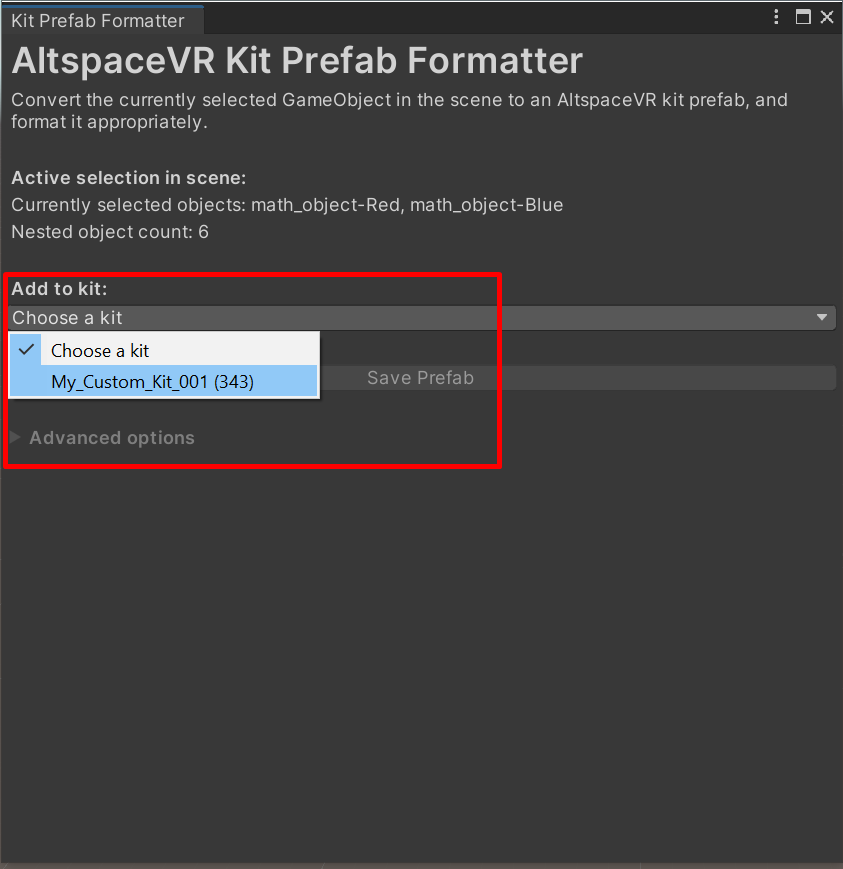 Kit Prefab Formatter
AltspaceVR Kit Prefab Formatter
Convert the currently selected GameObject in the scene to an AltspaceVR kit prefab, and
format it appropriately.
Active selection in scene:
Currently selected objects: math_object-Red, math_object-Blue
Nested object count: 6
Add to kit:
Choose a kit
Choose a kit
My_Custom_Kit_001 (343)
Save Prefab
Advanced options